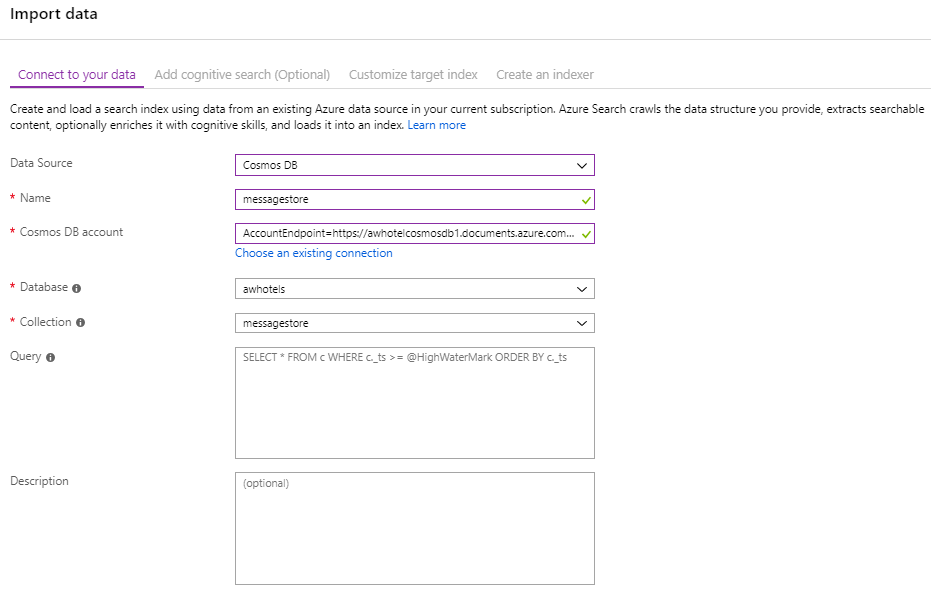 Import data
Connect to your data Add cognitive search (Optional) Customize target index Create an indexer
Create and load a search index using data from an existing Azure data source in your current subscription. Azure Search crawls the data structure you provide, extracts searchable
content, optionally enriches it with cognitive skills, and loads it into an index. Learn more
Data Source Cosmos DB
* Name messagestore
* Cosmos DB account AccountEndpoint=https://awhotelcosmosdb1.documents.azure.com...
Choose an existing connection
* Database awhotels
* Collection messagestore
Query SELECT * FROM c WHERE c._ts >= @HighWaterMark ORDER BY c._ts
Description (optional)